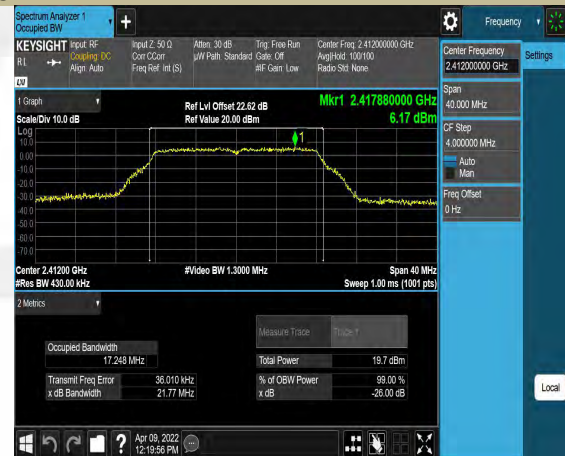 Spectrum Analyzer 1
Occupied BW
+
Frequency
KEYSIGHT
RL
LXI
Input: RF
Coupling: DC
Align: Auto
Input Z: 50 Ω
Corr CCorr
Freq Ref: Int (S)
Atten: 30 dB
µW Path: Standard
Trig: Free Run
Gate: Off
#IF Gain: Low
Center Freq: 2.412000000 GHz
Avg|Hold: 100/100
Radio Std: None
Center Frequency
2.412000000 GHz
Settings
Span
40.000 MHz
CF Step
4.000000 MHz
Auto
Man
Freq Offset
0 Hz
Local
1 Graph
Scale/Div 10.0 dB
Ref Lvl Offset 22.62 dB
Ref Value 20.00 dBm
Mkr1 2.417880000 GHz
6.17 dBm
Log
10.0
0.00
-10.0
-20.0
-30.0
-40.0
-50.0
-60.0
-70.0
1
Center 2.41200 GHz
#Res BW 430.00 kHz
#Video BW 1.3000 MHz
Span 40 MHz
Sweep 1.00 ms (1001 pts)
2 Metrics
Measure Trace
Occupied Bandwidth
17.248 MHz
Total Power 19.7 dBm
Transmit Freq Error 36.010 kHz
% of OBW Power 99.00 %
x dB Bandwidth 21.77 MHz
x dB -26.00 dB
?
Apr 09, 2022
12:19:56 PM